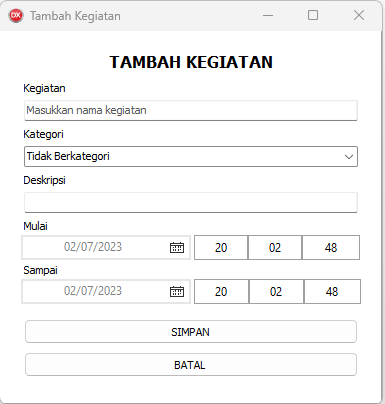 DX Tambah Kegiatan
TAMBAH KEGIATAN
Kegiatan
Masukkan nama kegiatan
Kategori
Tidak Berkategori
Deskripsi
Mulai
02/07/2023 20 02 48
Sampai
02/07/2023 20 02 48
SIMPAN
BATAL